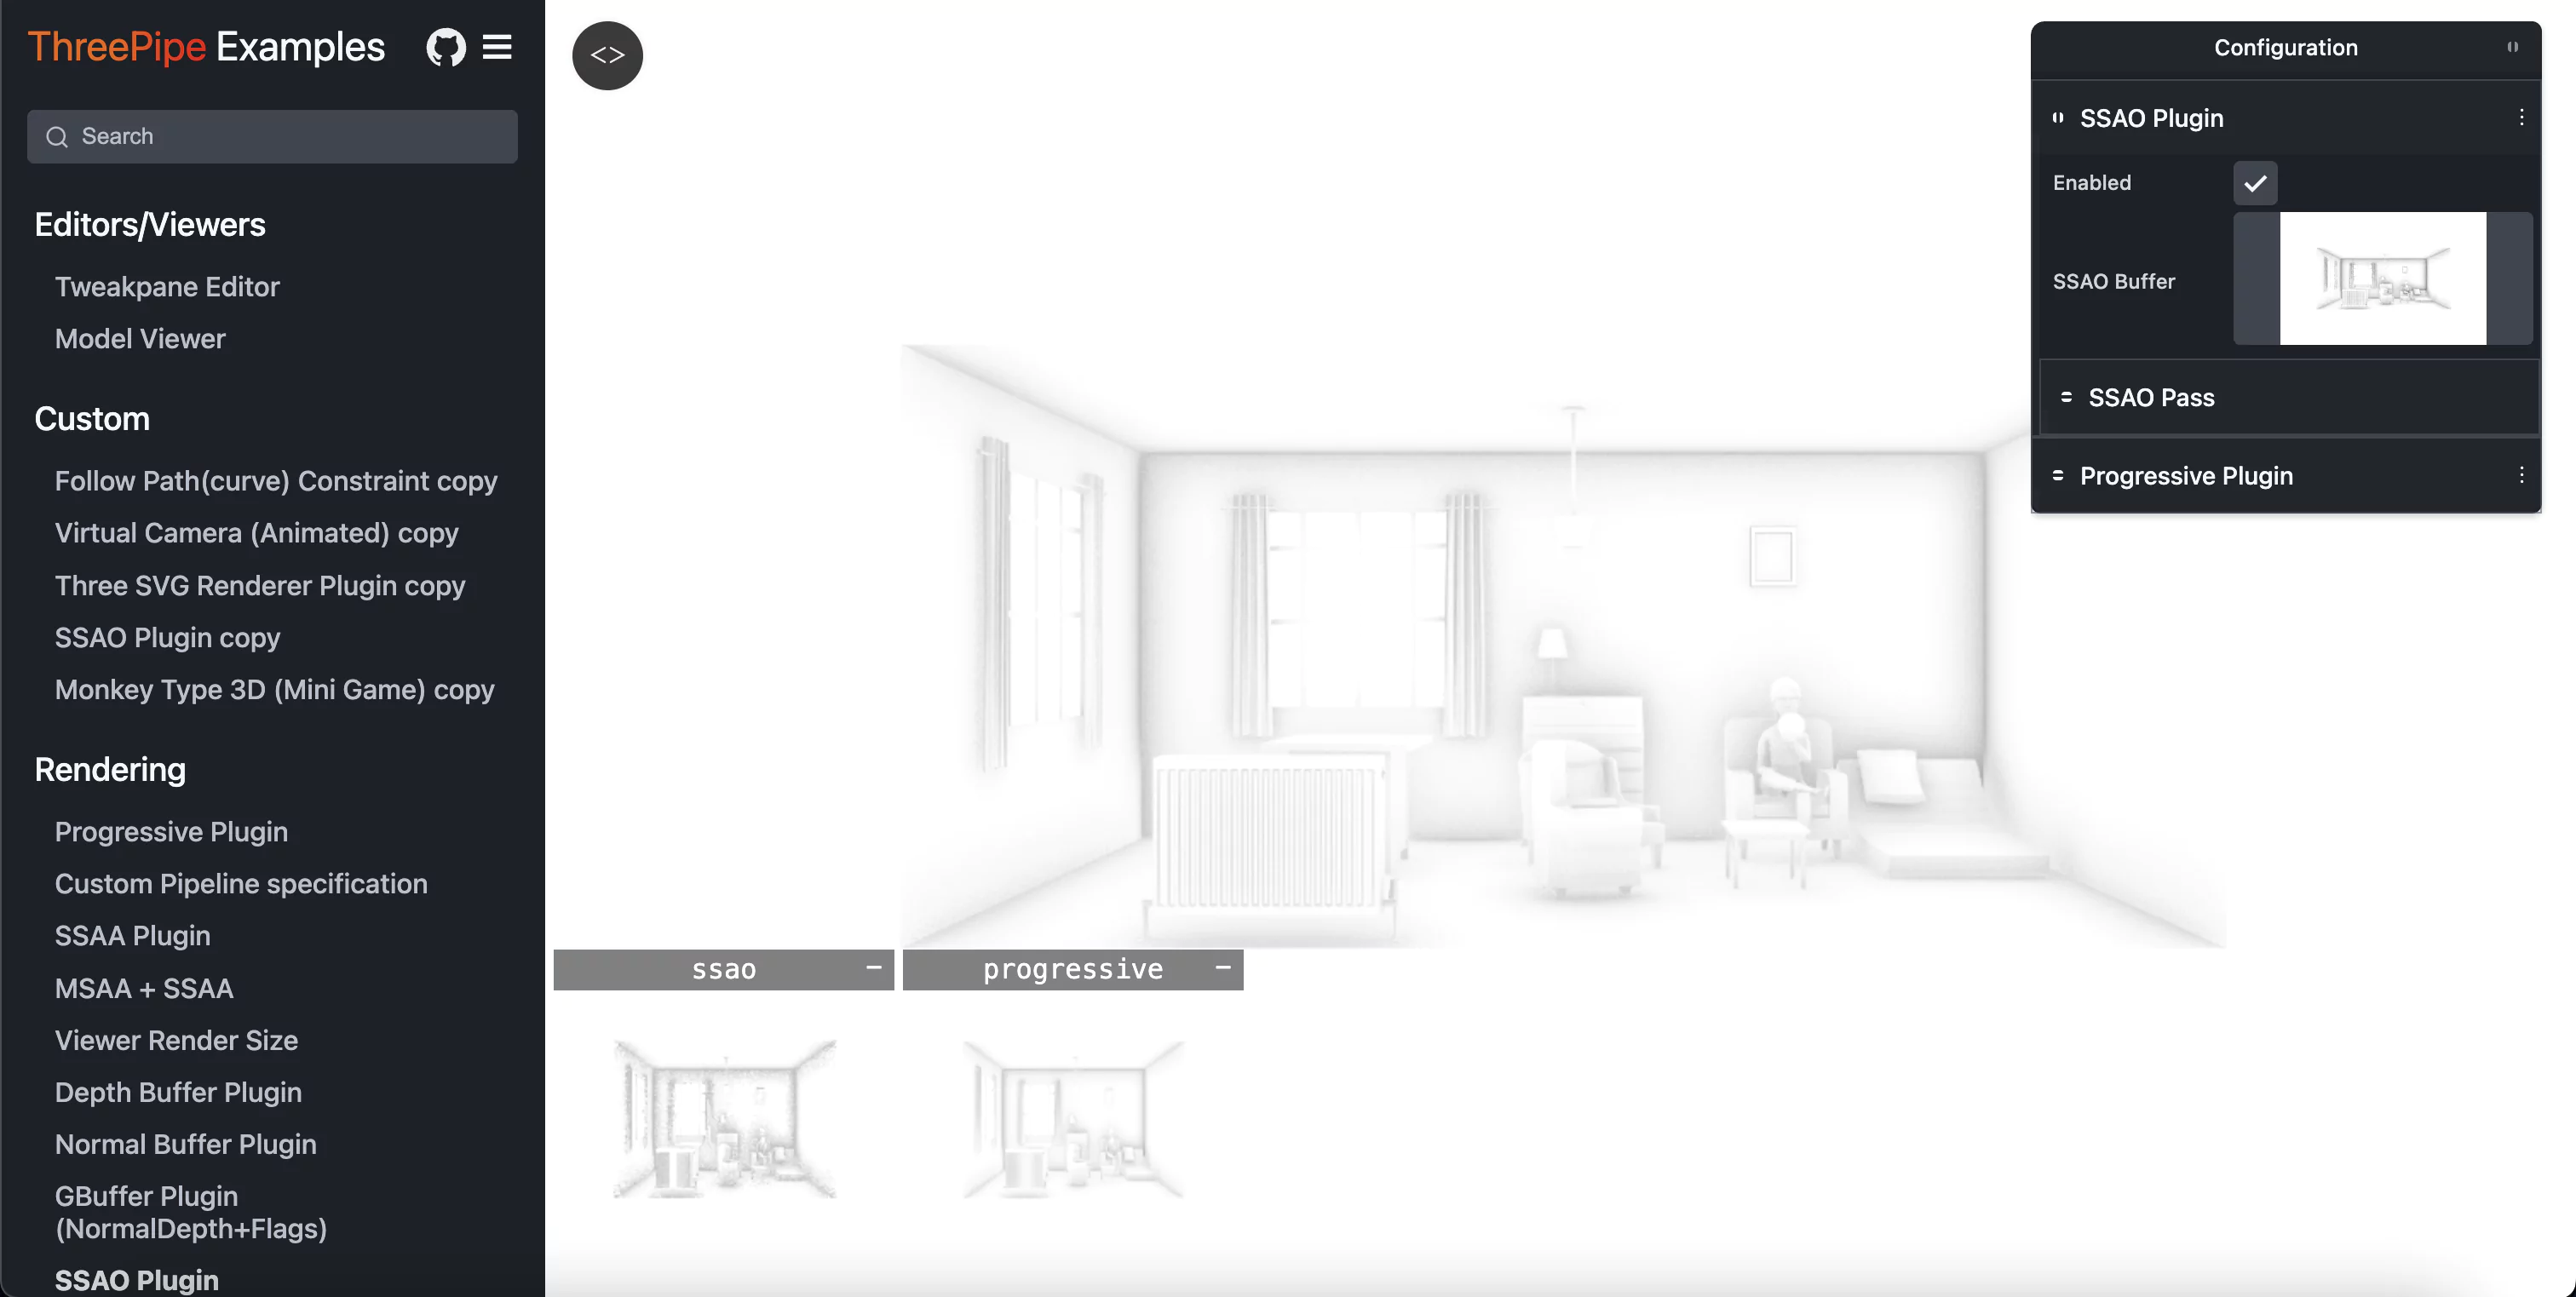 ThreePipe Examples
Search
Editors/Viewers
Tweakpane Editor
Model Viewer
Custom
Follow Path(curve) Constraint copy
Virtual Camera (Animated) copy
Three SVG Renderer Plugin copy
SSAO Plugin copy
Monkey Type 3D (Mini Game) copy
Rendering
Progressive Plugin
Custom Pipeline specification
SSAA Plugin
MSAA + SSAA
Viewer Render Size
Depth Buffer Plugin
Normal Buffer Plugin
GBuffer Plugin
(NormalDepth+Flags)
SSAO Plugin
<>
ssao
progressive
Configuration
SSAO Plugin
Enabled
SSAO Buffer
SSAO Pass
Progressive Plugin